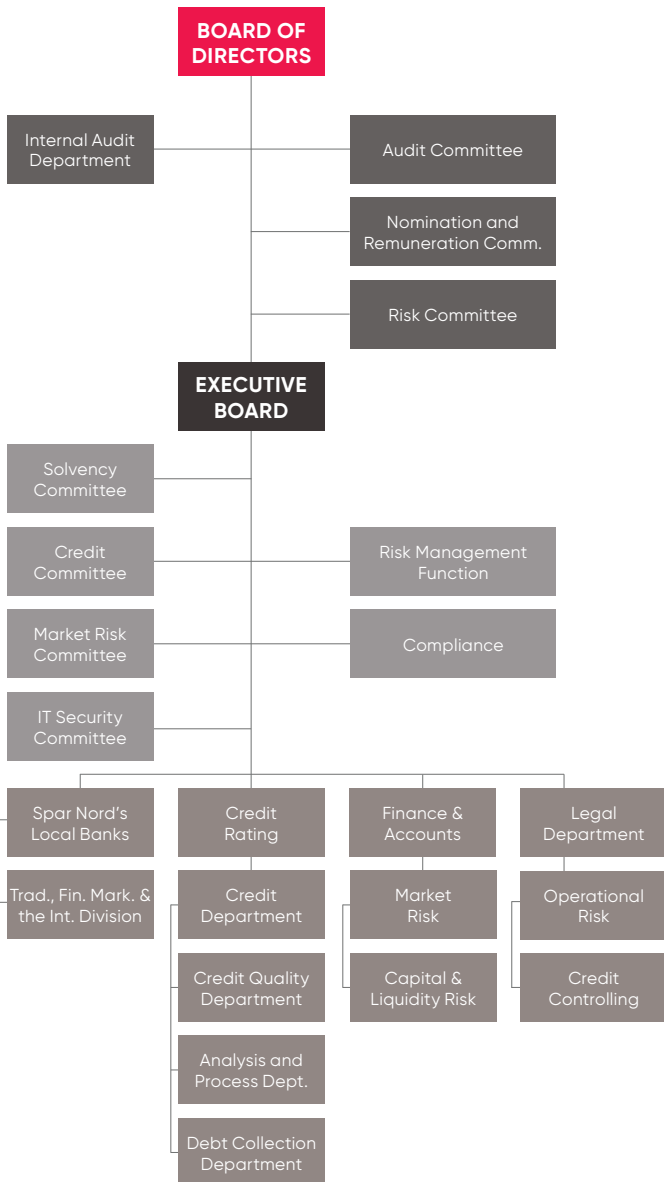 BOARD OF
DIRECTORS
Internal Audit
Department
Audit Committee
Nomination and
Remuneration Comm.
Risk Committee
EXECUTIVE
BOARD
Solvency
Committee
Credit
Committee
Risk Management
Function
Market Risk
Committee
Compliance
IT Security
Committee
Spar Nord's
Local Banks
Credit
Rating
Finance &
Accounts
Legal
Department
Trad., Fin. Mark. &
the Int. Division
Credit
Department
Market
Risk
Operational
Risk
Credit Quality
Department
Capital &
Liquidity Risk
Credit
Controlling
Analysis and
Process Dept.
Debt Collection
Department